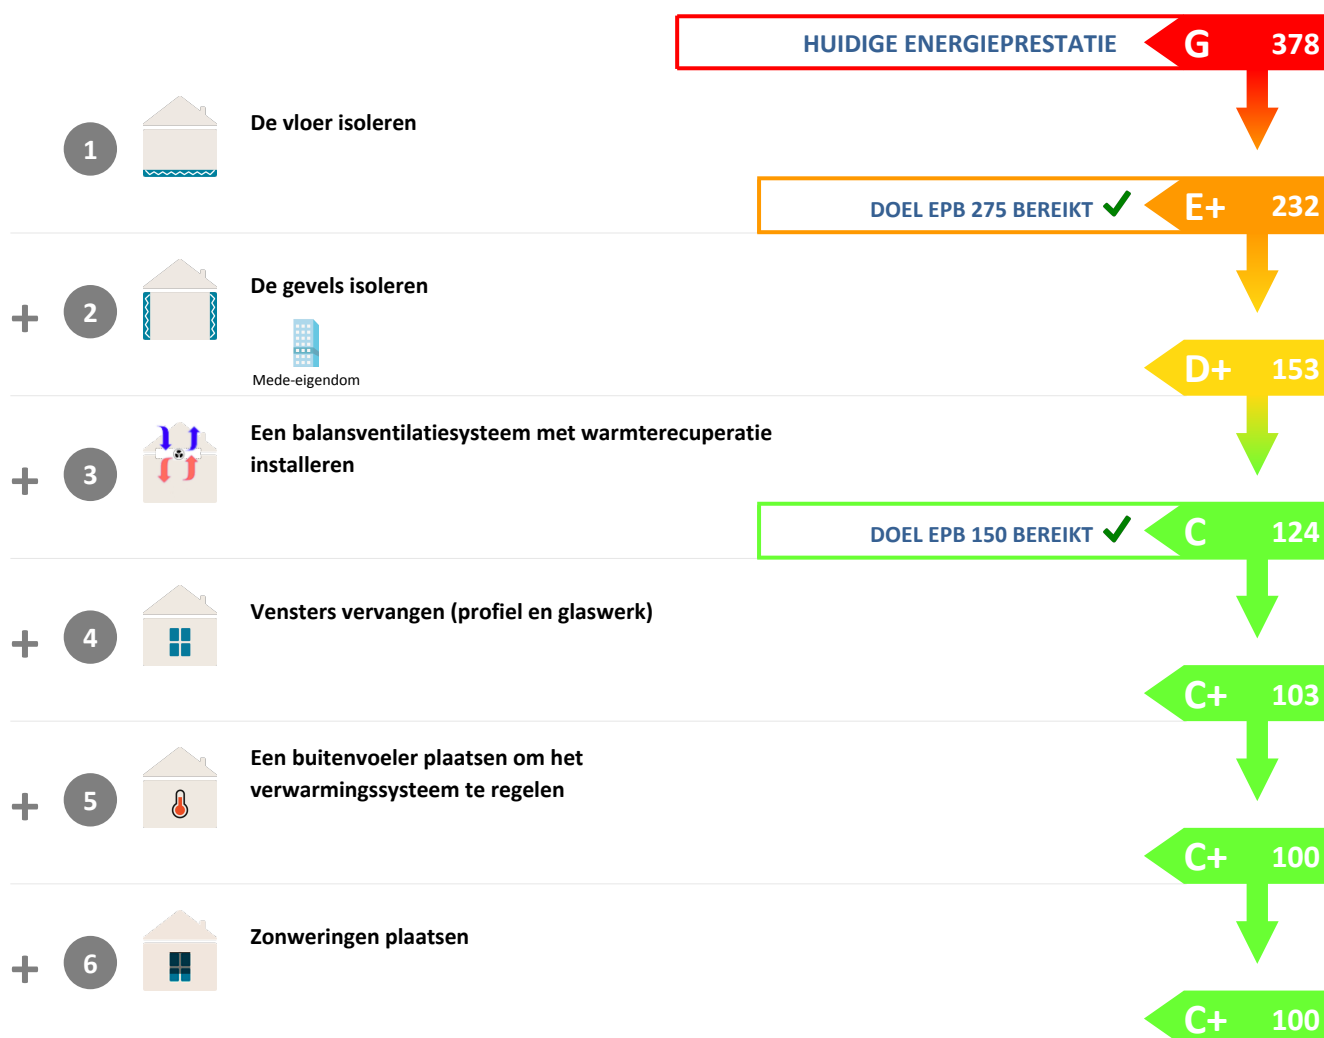 HUIDIGE ENERGIEPRESTATIE G 378
1 De vloer isoleren
DOEL EPB 275 BEREIKT E+ 232
+ 2 De gevels isoleren
Mede-eigendom
D+ 153
+ 3 Een balansventilatiesysteem met warmterecuperatie
installeren
DOEL EPB 150 BEREIKT C 124
+ 4 Vensters vervangen (profiel en glaswerk)
C+ 103
+ 5 Een buitenvoeler plaatsen om het
verwarmingssysteem te regelen
C+ 100
+ 6 Zonweringen plaatsen
C+ 100